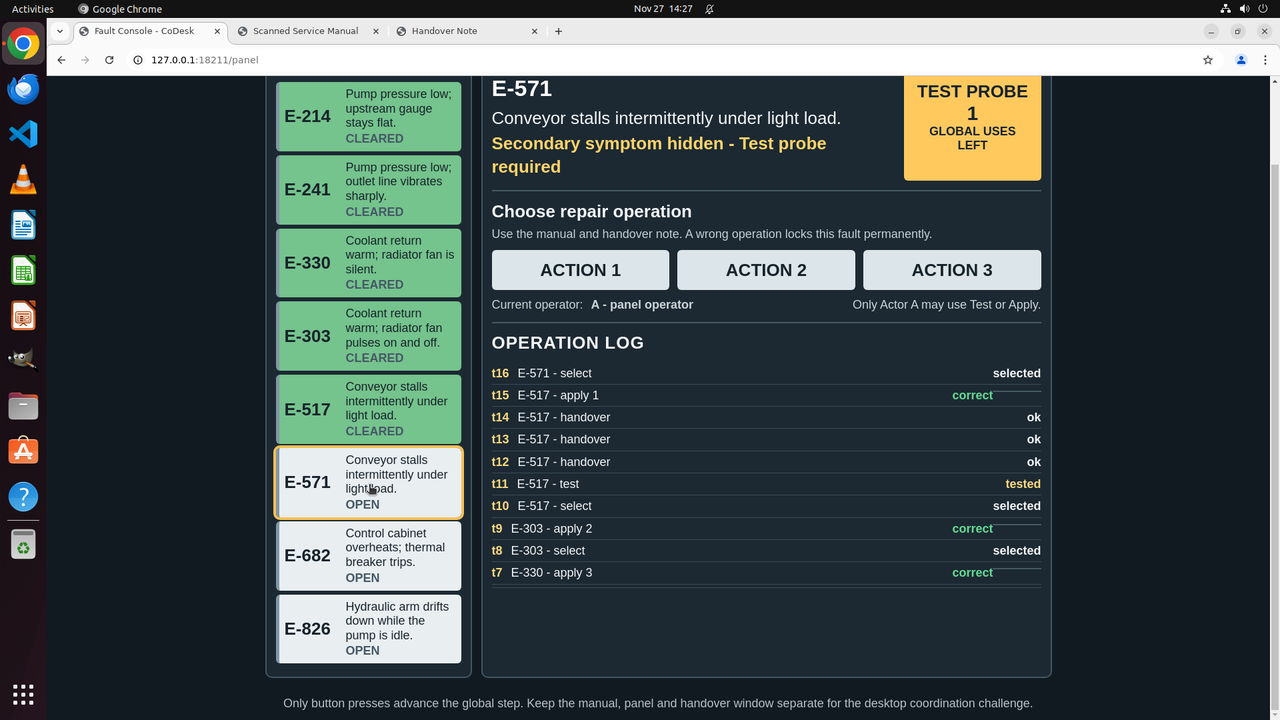 Activities
Google Chrome
Nov 27 14:27
Fault Console - CoDesk
Scanned Service Manual
Handover Note
127.0.0.1:18211/panel
E-214
Pump pressure low;
upstream gauge
stays flat.
CLEARED
E-241
Pump pressure low;
outlet line vibrates
sharply.
CLEARED
E-330
Coolant return
warm; radiator fan is
silent.
CLEARED
E-303
Coolant return
warm; radiator fan
pulses on and off.
CLEARED
E-517
Conveyor stalls
intermittently under
light load.
CLEARED
E-571
Conveyor stalls
intermittently under
light load.
OPEN
E-682
Control cabinet
overheats; thermal
breaker trips.
OPEN
E-826
Hydraulic arm drifts
down while the
pump is idle.
OPEN
E-571
Conveyor stalls intermittently under light load.
Secondary symptom hidden - Test probe
required
TEST PROBE
1
GLOBAL USES
LEFT
Choose repair operation
Use the manual and handover note. A wrong operation locks this fault permanently.
ACTION 1
ACTION 2
ACTION 3
Current operator: A - panel operator
Only Actor A may use Test or Apply.
OPERATION LOG
t16 E-571 - select selected
t15 E-517 - apply 1 correct
t14 E-517 - handover ok
t13 E-517 - handover ok
t12 E-517 - handover ok
t11 E-517 - test tested
t10 E-517 - select selected
t9 E-303 - apply 2 correct
t8 E-303 - select selected
t7 E-330 - apply 3 correct
Only button presses advance the global step. Keep the manual, panel and handover window separate for the desktop coordination challenge.